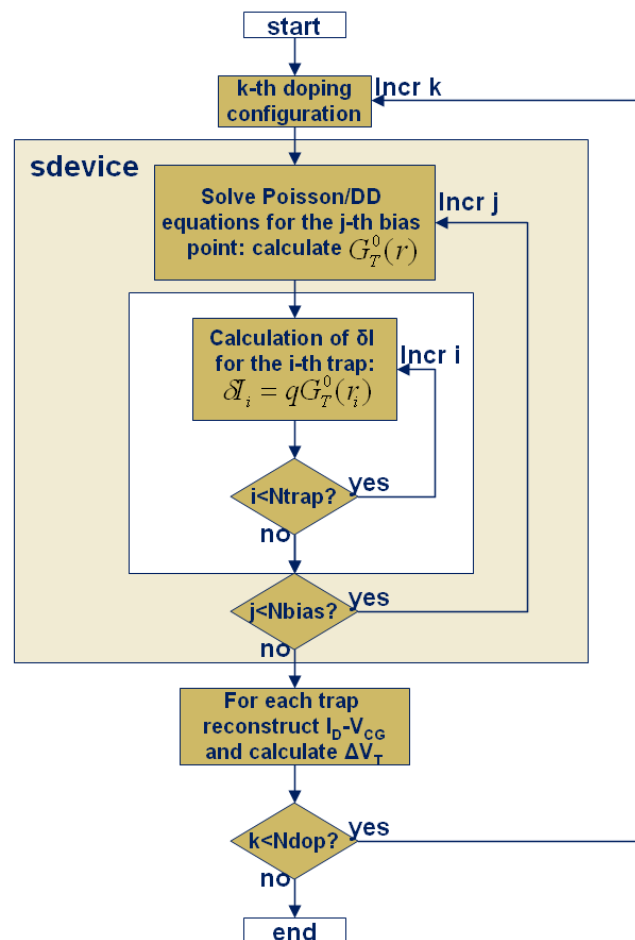 start
k-th doping
configuration
Incr k
sdevice
Solve Poisson/DD
equations for the j-th bias
point: calculate G_T^0(r)
Incr j
Calculation of δI
for the i-th trap:
δI_i = qG_T^0(r_i)
Incr i
i<Ntrap?
yes
no
j<Nbias?
yes
no
For each trap
reconstruct I_D-V_CG
and calculate ΔV_T
k<Ndop?
yes
no
end